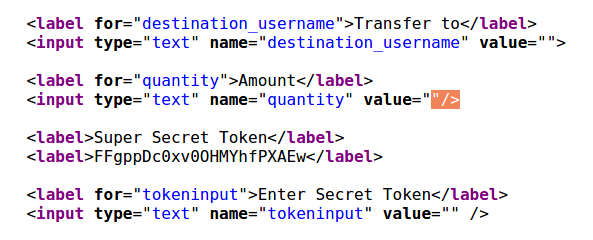 <label for="destination_username">Transfer to</label>
<input type="text" name="destination_username" value="">
<label for="quantity">Amount</label>
<input type="text" name="quantity" value=""/>
<label>Super Secret Token</label>
<label>FFgppDc0xv0OHMYhfPXAEw</label>
<label for="tokeninput">Enter Secret Token</label>
<input type="text" name="tokeninput" value="" />